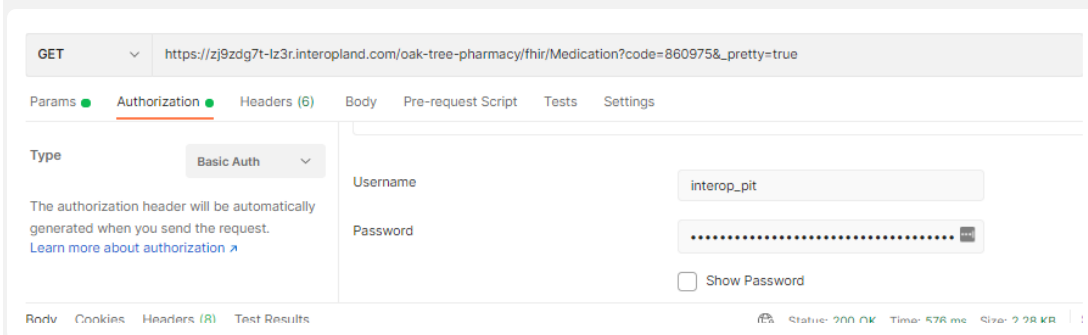 GET https://zj9zdg7t-lz3r.interopland.com/oak-tree-pharmacy/fhir/Medication?code=860975&_pretty=true
Params Authorization Headers (6) Body Pre-request Script Tests Settings
Type Basic Auth
The authorization header will be automatically
generated when you send the request.
Learn more about authorization ↗
Username interop_pit
Password ••••••••••••••••••••••••••••••••••••
Show Password
Body Cookies Headers (8) Test Results Status: 200 OK Time: 576 ms Size: 2.28 KB